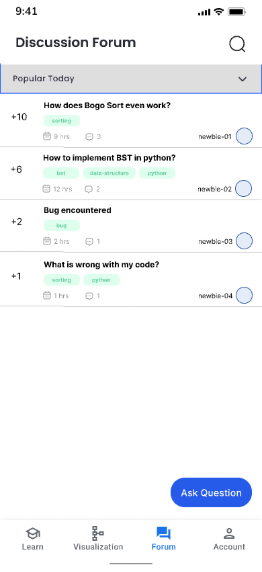 9:41
Discussion Forum
Popular Today
+10
How does Bogo Sort even work?
sorting
9 hrs 3
newbie-01
+6
How to implement BST in python?
bst data-structure python
12 hrs 2
newbie-02
+2
Bug encountered
bug
2 hrs 1
newbie-03
+1
What is wrong with my code?
sorting python
1 hrs 1
newbie-04
Ask Question
Learn Visualization Forum Account